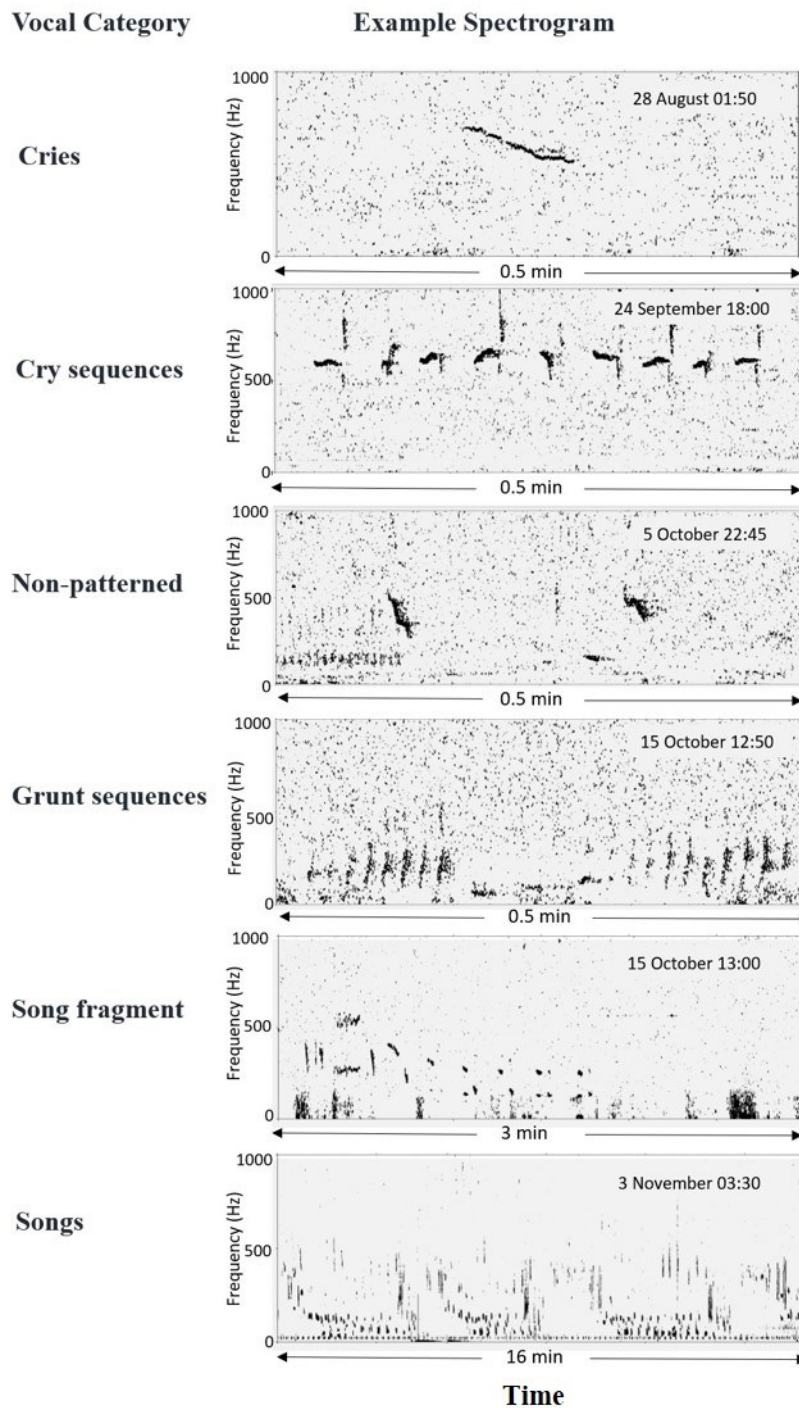 Vocal Category Example Spectrogram
Cries
Frequency (Hz)
1000
0
28 August 01:50
0.5 min
Cry sequences
Frequency (Hz)
1000
500
0
24 September 18:00
0.5 min
Non-patterned
Frequency (Hz)
1000
500
0
5 October 22:45
0.5 min
Grunt sequences
Frequency (Hz)
1000
500
0
15 October 12:50
0.5 min
Song fragment
Frequency (Hz)
1000
500
0
15 October 13:00
3 min
Songs
Frequency (Hz)
1000
500
0
3 November 03:30
16 min
Time